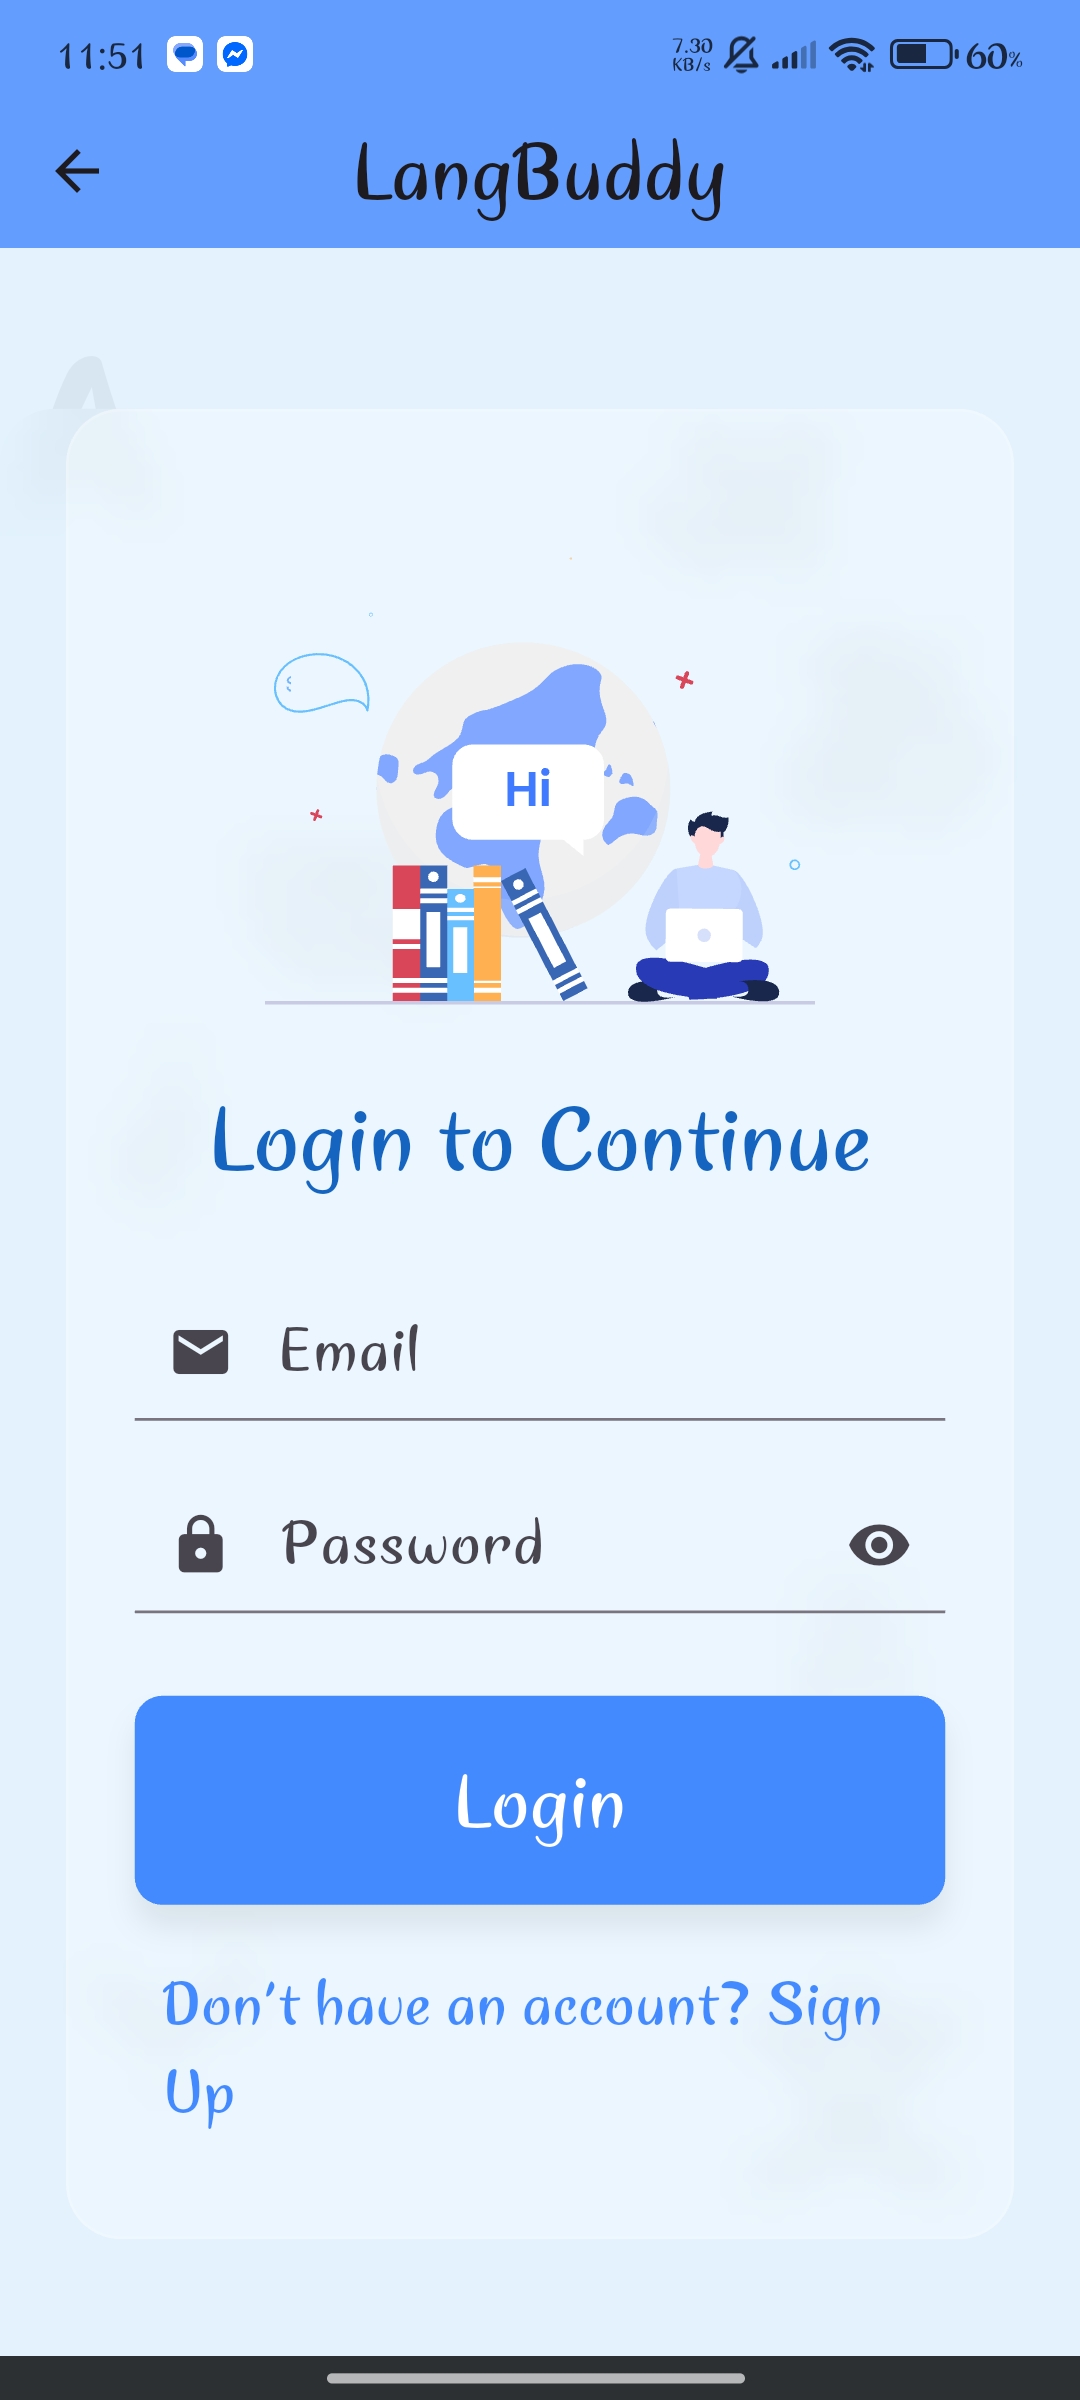 11:51 7.30 KB/s 60%
LangBuddy
A
Hi
Login to Continue
Email
Password
Login
Don't have an account? Sign
Up